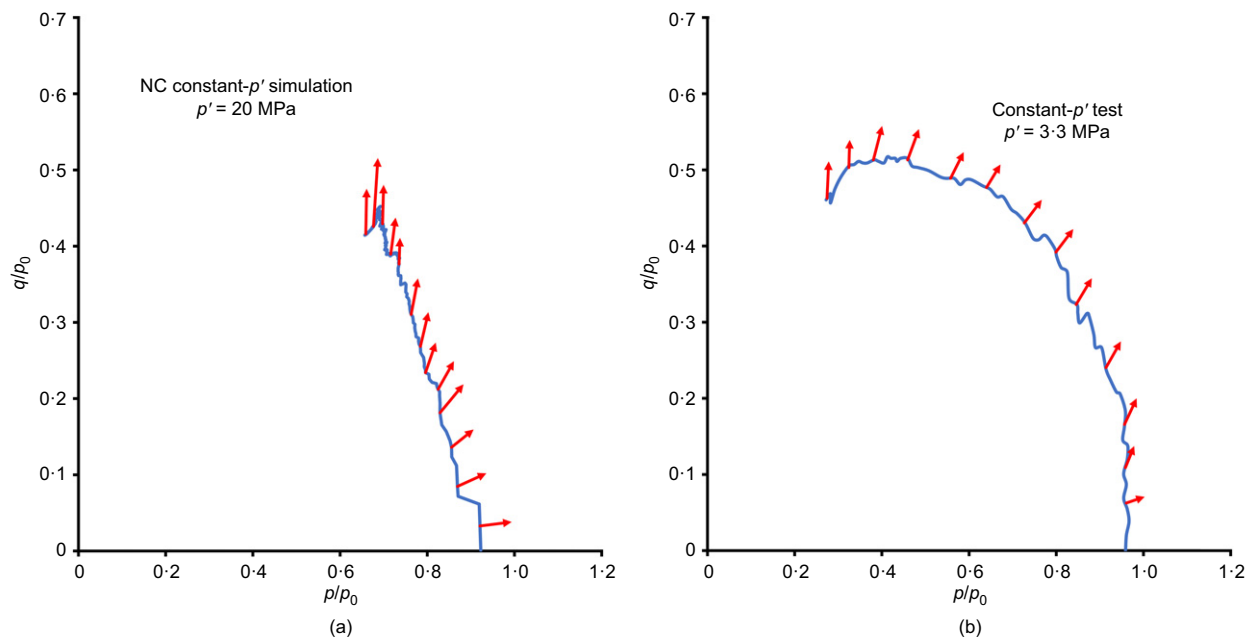 0·7
0·6
0·5
0·4
0·3
0·2
0·1
0
q/p0
NC constant-p′ simulation
p′ = 20 MPa
0 0·2 0·4 0·6 0·8 1·0 1·2
p/p0
(a)
0·7
0·6
0·5
0·4
0·3
0·2
0·1
0
q/p0
Constant-p′ test
p′ = 3·3 MPa
0 0·2 0·4 0·6 0·8 1·0 1·2
p/p0
(b)